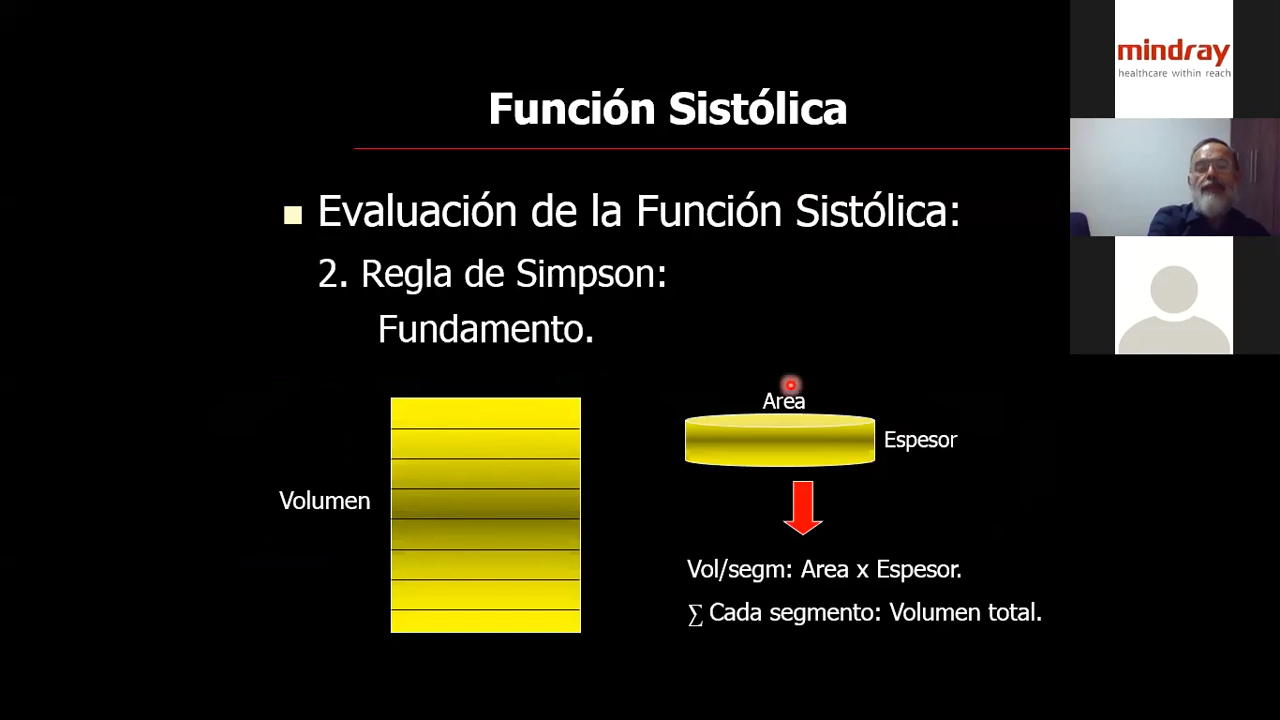 mindray
healthcare within reach
Función Sistólica
Evaluación de la Función Sistólica:
2. Regla de Simpson:
Fundamento.
Area
Espesor
Volumen
Vol/segm: Area x Espesor.
∑ Cada segmento: Volumen total.